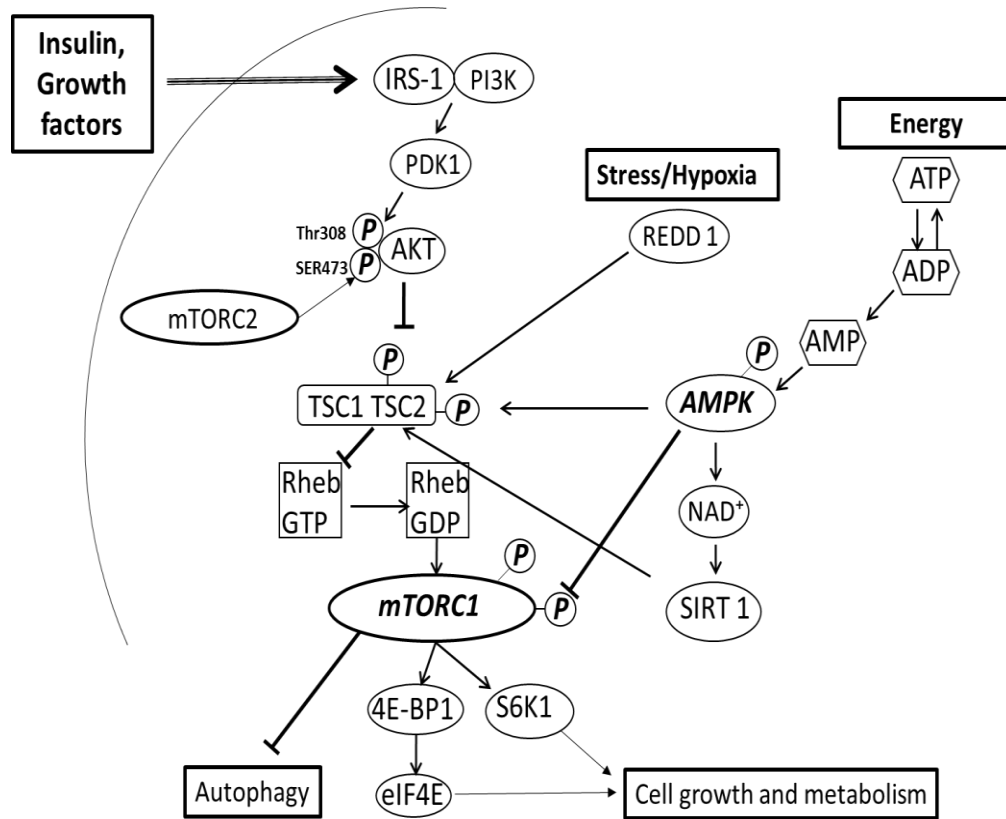 Insulin,
Growth
factors
IRS-1
PI3K
PDK1
Thr308
P
SER473
P
AKT
mTORC2
Stress/Hypoxia
REDD 1
Energy
ATP
ADP
AMP
P
AMPK
P
TSC1 TSC2
P
Rheb
GTP
Rheb
GDP
NAD⁺
SIRT 1
P
mTORC1
P
4E-BP1
S6K1
eIF4E
Autophagy
Cell growth and metabolism